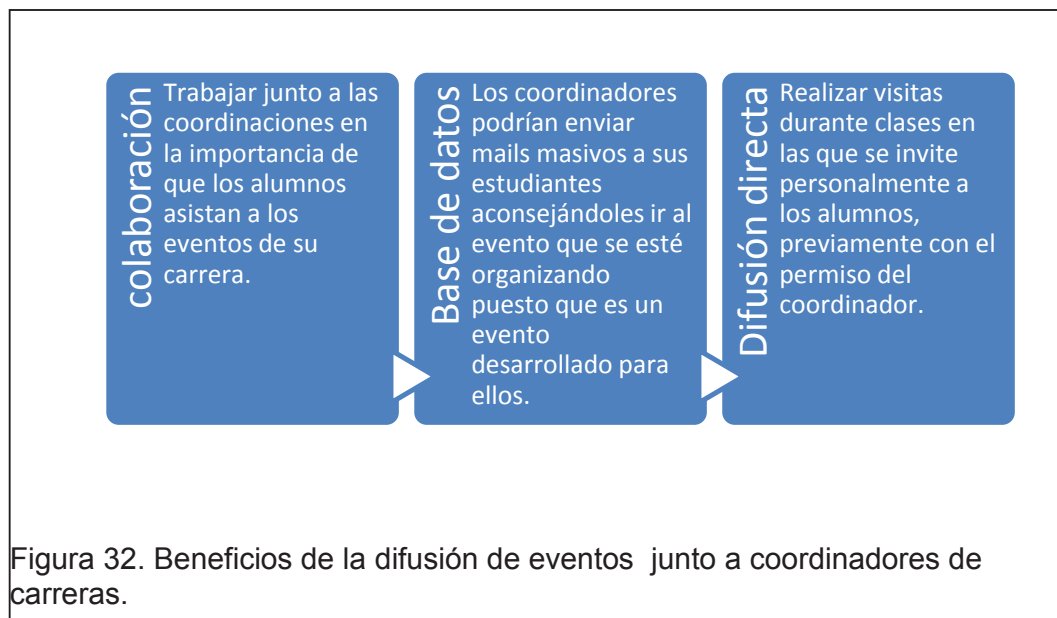 colaboración
Trabajar junto a las
coordinaciones en
la importancia de
que los alumnos
asistan a los
eventos de su
carrera.
Base de datos
Los coordinadores
podrían enviar
mails masivos a sus
estudiantes
aconsejándoles ir al
evento que se esté
organizando
puesto que es un
evento
desarrollado para
ellos.
Difusión directa
Realizar visitas
durante clases en
las que se invite
personalmente a
los alumnos,
previamente con el
permiso del
coordinador.
Figura 32. Beneficios de la difusión de eventos  junto a coordinadores de
carreras.